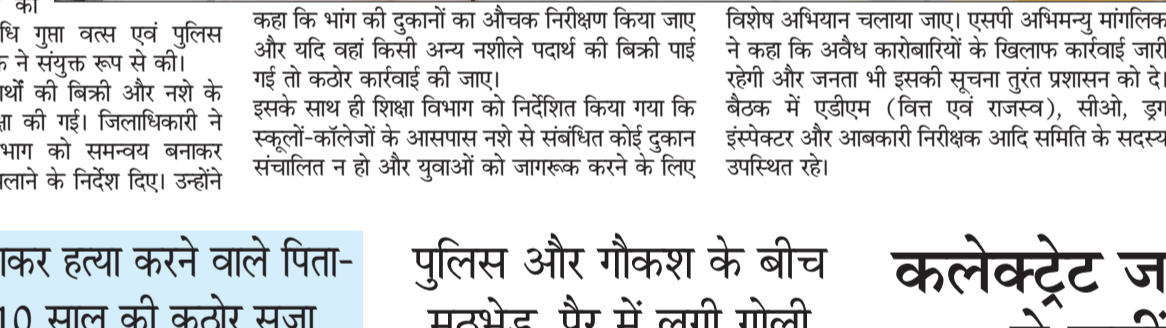 की
धि गुप्ता वत्स एवं पुलिस
ने संयुक्त रूप से की।
की बिक्री और नशे के
की गई। जिलाधिकारी ने
भाग को समन्वय बनाकर
के निर्देश दिए। उन्होंने
कहा कि भांग की दुकानों का औचक निरीक्षण किया जाए
और यदि वहां किसी अन्य नशीले पदार्थ की बिक्री पाई
गई तो कठोर कार्रवाई की जाए।
इसके साथ ही शिक्षा विभाग को निर्देशित किया गया कि
स्कूलों-कॉलेजों के आसपास नशे से संबंधित कोई दुकान
संचालित न हो और युवाओं को जागरूक करने के लिए
विशेष अभियान चलाया जाए। एसपी अभिमन्यु मांगलिक
ने कहा कि अवैध कारोबारियों के खिलाफ कार्रवाई जारी
रहेगी और जनता भी इसकी सूचना तुरंत प्रशासन को दे।
बैठक में एडीएम (वित्त एवं राजस्व), सीओ, ड्रग
इंस्पेक्टर और आबकारी निरीक्षक आदि समिति के सदस्य
उपस्थित रहे।
कर हत्या करने वाले पिता-
10 साल की कठोर सजा
पुलिस और गौकश के बीच
मुठभेड़, पैर में लगी गोली
कलेक्ट्रेट ज